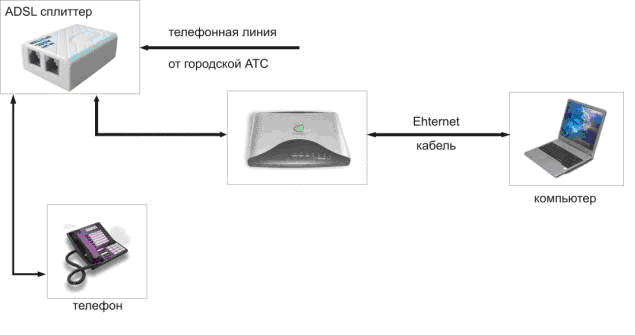 ADSL сплиттер
телефонная линия
от городской АТС
Ehternet
кабель
компьютер
телефон